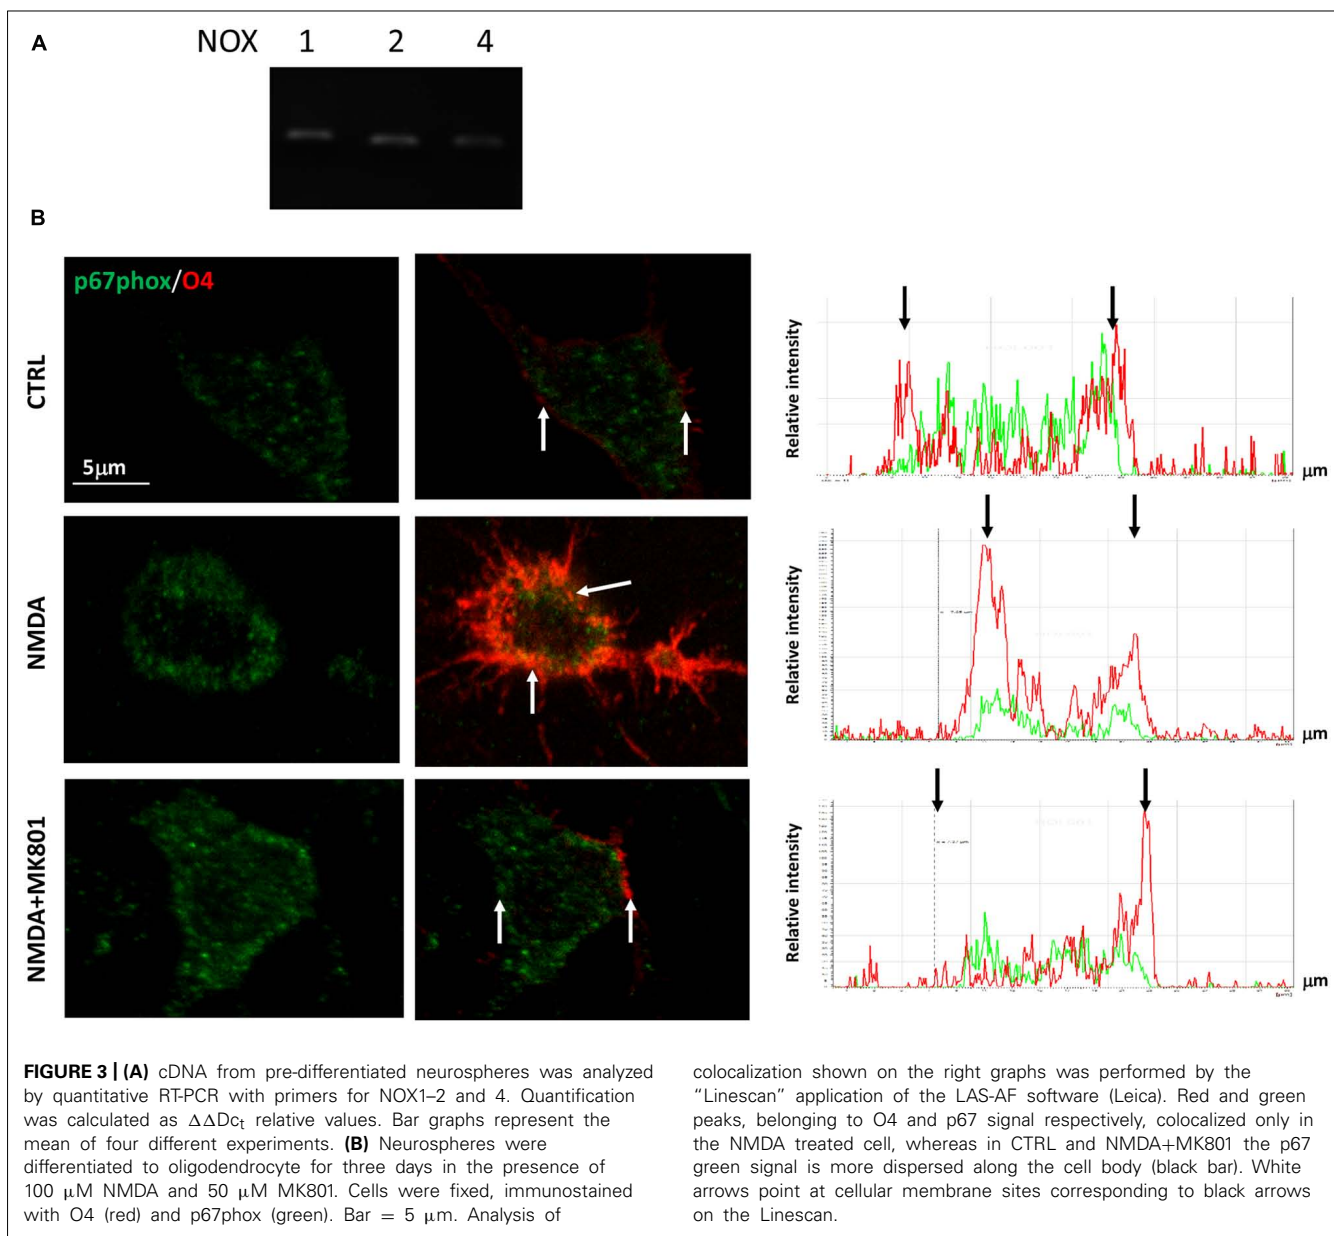 A
NOX 1 2 4
B
p67phox/O4
CTRL
5μm
Relative intensity
μm
NMDA
Relative intensity
μm
NMDA+MK801
Relative intensity
μm
FIGURE 3 | (A) cDNA from pre-differentiated neurospheres was analyzed
by quantitative RT-PCR with primers for NOX1–2 and 4. Quantification
was calculated as ΔΔDct relative values. Bar graphs represent the
mean of four different experiments. (B) Neurospheres were
differentiated to oligodendrocyte for three days in the presence of
100 μM NMDA and 50 μM MK801. Cells were fixed, immunostained
with O4 (red) and p67phox (green). Bar = 5 μm. Analysis of
colocalization shown on the right graphs was performed by the
“Linescan” application of the LAS-AF software (Leica). Red and green
peaks, belonging to O4 and p67 signal respectively, colocalized only in
the NMDA treated cell, whereas in CTRL and NMDA+MK801 the p67
green signal is more dispersed along the cell body (black bar). White
arrows point at cellular membrane sites corresponding to black arrows
on the Linescan.